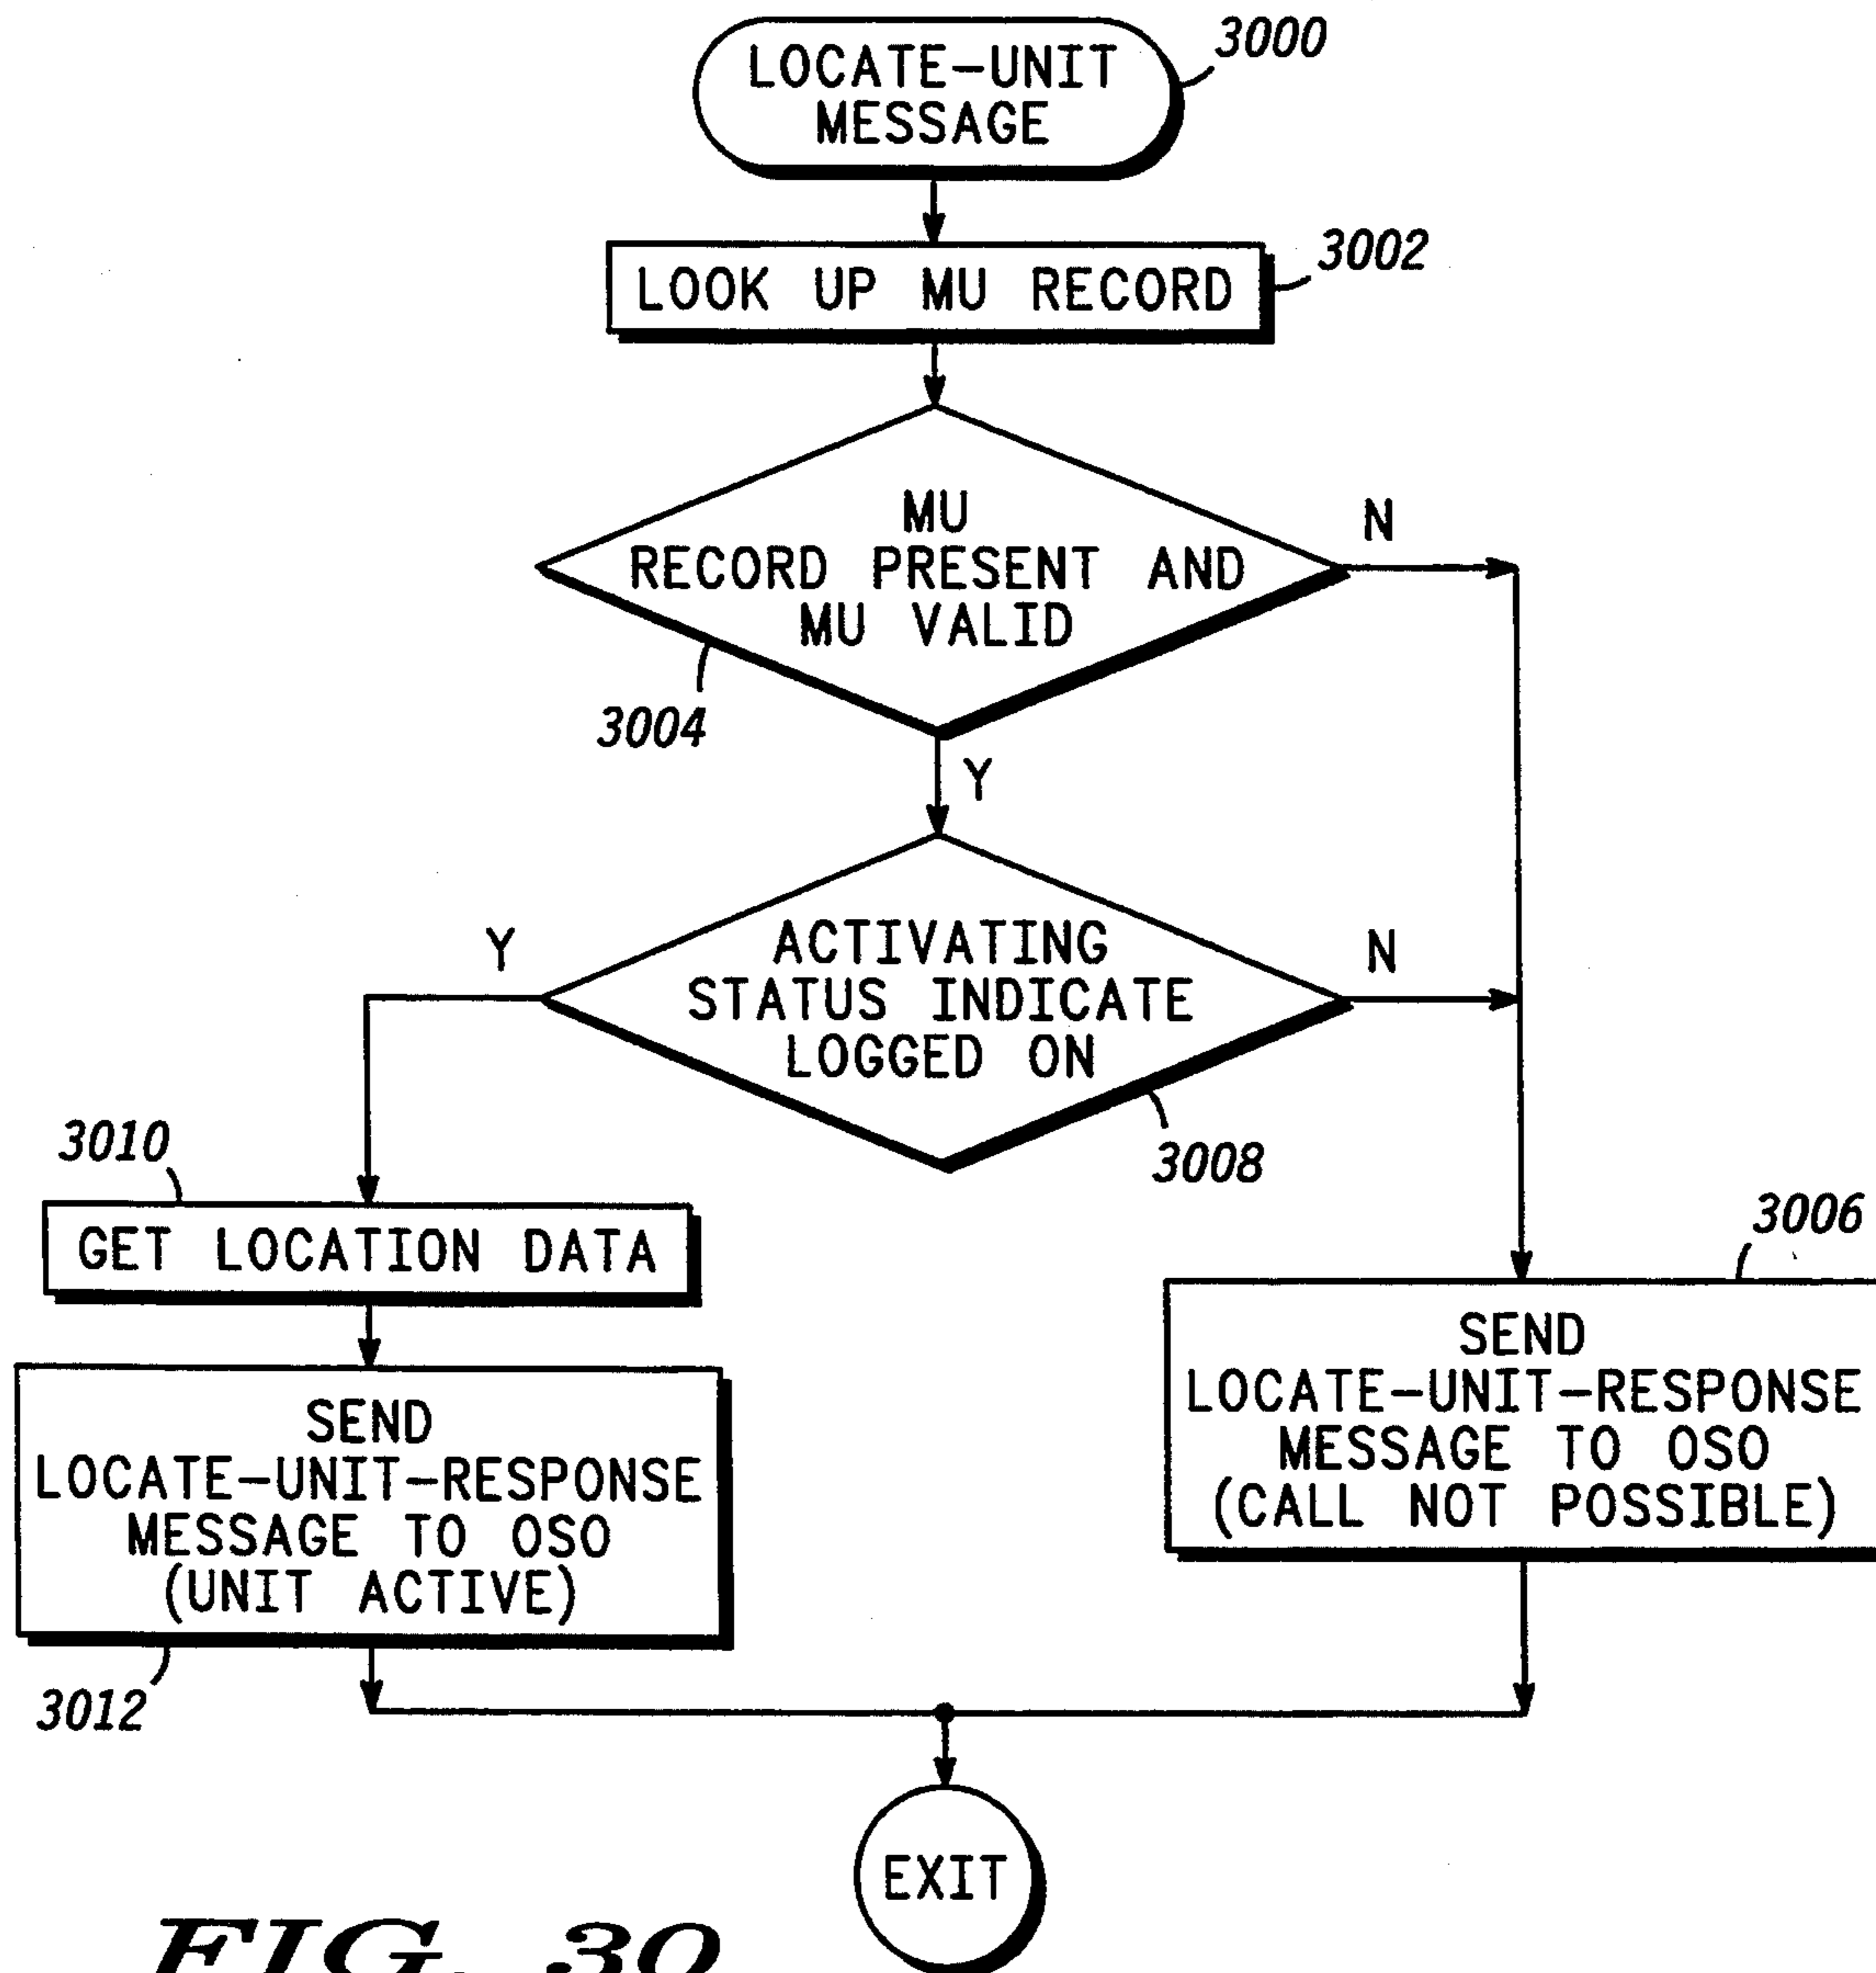 LOCATE-UNIT
MESSAGE
3000
LOOK UP MU RECORD
3002
MU
RECORD PRESENT AND
MU VALID
N
3004
Y
ACTIVATING
STATUS INDICATE
LOGGED ON
Y
N
3008
3010
GET LOCATION DATA
3006
SEND
LOCATE-UNIT-RESPONSE
MESSAGE TO OSO
(CALL NOT POSSIBLE)
SEND
LOCATE-UNIT-RESPONSE
MESSAGE TO OSO
(UNIT ACTIVE)
3012
EXIT
FIG. 30